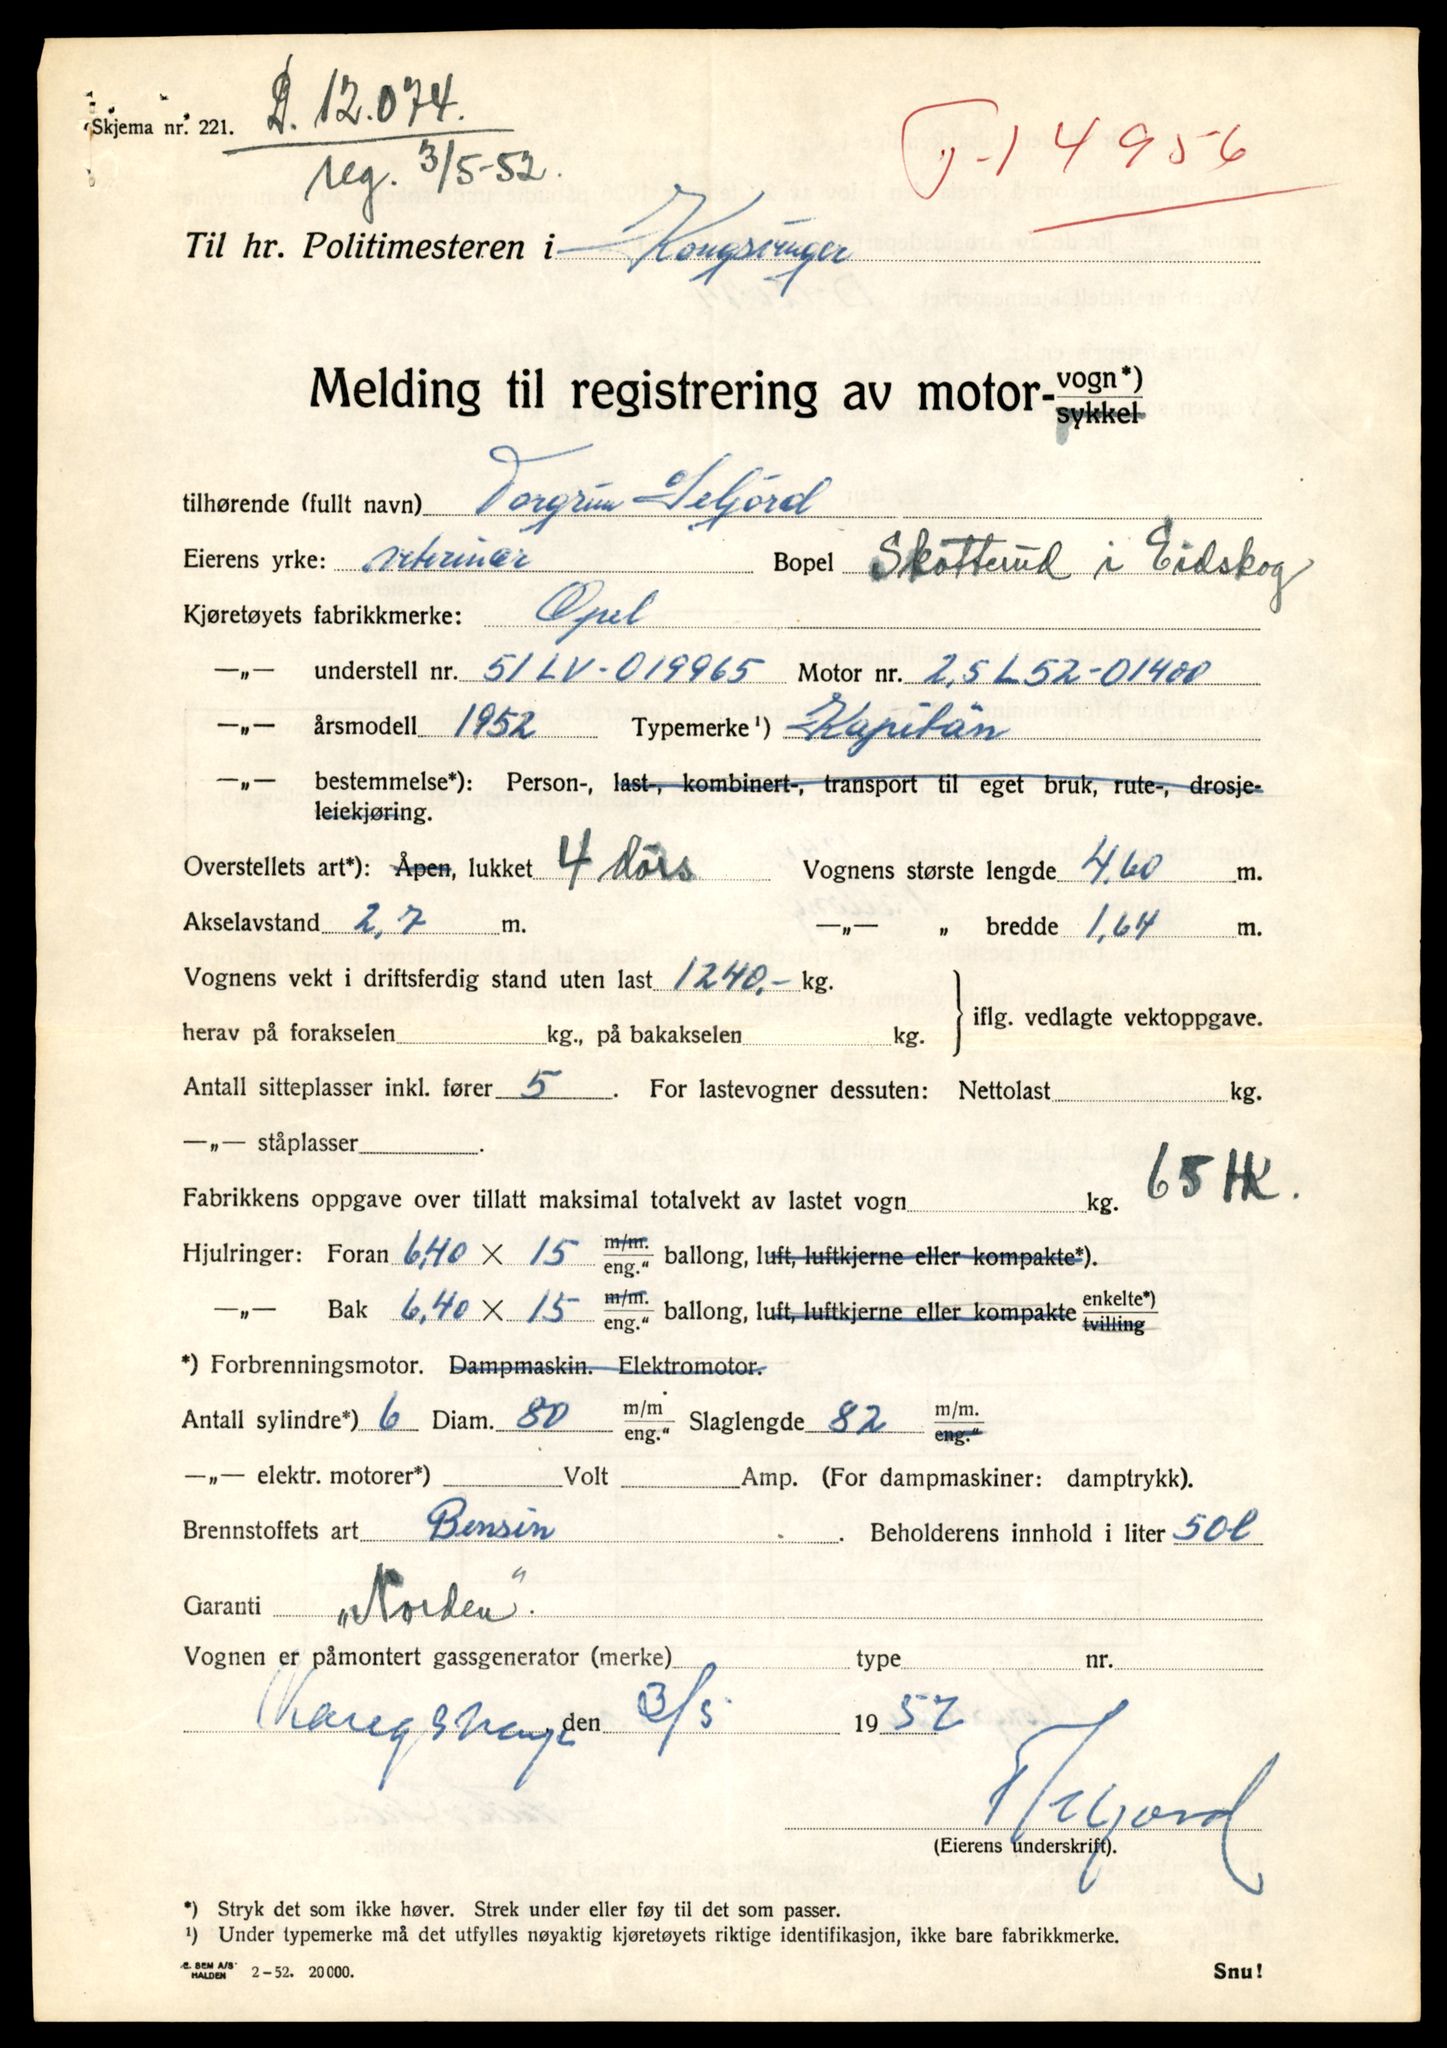 Skjema nr. 221.
D. 12.074.
reg. 3/5-52.
-14956
Til hr. Politimesteren i Kongsvinger
Melding til registrering av motor- vogn*)
sykkel
tilhørende (fullt navn) Torgrim Seljord
Eierens yrke: veterinær Bopel Skotterud i Eidskog
Kjøretøyets fabrikkmerke: Opel
—„— understell nr. 51 LV-019965 Motor nr. 2,5 L 52-01400
—„— årsmodell 1952 Typemerke¹) Kapitän
—„— bestemmelse*): Person-, last-, kombinert-, transport til eget bruk, rute-, drosje-
leiekjøring.
Overstellets art*): Åpen, lukket 4 dørs Vognens største lengde 4,60 m.
Akselavstand 2,7 m. —„— „ bredde 1,64 m.
Vognens vekt i driftsferdig stand uten last 1240,- kg.
herav på forakselen kg., på bakakselen kg. iflg. vedlagte vektoppgave.
Antall sitteplasser inkl. fører 5. For lastevogner dessuten: Nettolast kg.
—„— ståplasser .
65 HK.
Fabrikkens oppgave over tillatt maksimal totalvekt av lastet vogn kg.
Hjulringer: Foran 6,40 × 15 m/m. eng.“ ballong, luft, luftkjerne eller kompakte*).
—„— Bak 6,40 × 15 m/m. eng.“ ballong, luft, luftkjerne eller kompakte enkelte*) tvilling
*) Forbrenningsmotor. Dampmaskin. Elektromotor.
Antall sylindre*) 6 Diam. 80 m/m eng.“ Slaglengde 82 m/m. eng.“
—„— elektr. motorer*) Volt Amp. (For dampmaskiner: damptrykk).
Brennstoffets art Bensin . Beholderens innhold i liter 50 l
Garanti „Norden“.
Vognen er påmontert gassgenerator (merke) type nr.
den 3/5 1952
T Seljord
(Eierens underskrift).
*) Stryk det som ikke høver. Strek under eller føy til det som passer.
¹) Under typemerke må det utfylles nøyaktig kjøretøyets riktige identifikasjon, ikke bare fabrikkmerke.
E. SEM A/S
HALDEN 2-52. 20000.
Snu!